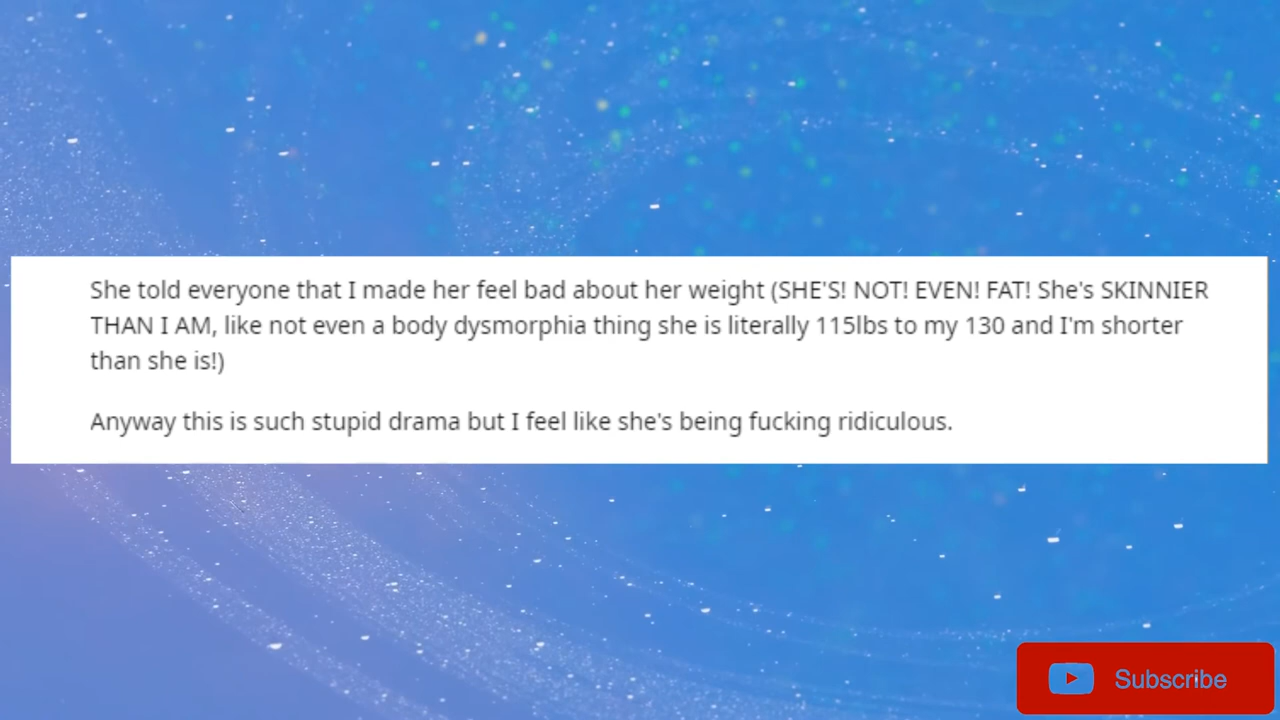 She told everyone that I made her feel bad about her weight (SHE'S! NOT! EVEN! FAT! She's SKINNIER
THAN I AM, like not even a body dysmorphia thing she is literally 115lbs to my 130 and I'm shorter
than she is!)
Anyway this is such stupid drama but I feel like she's being fucking ridiculous.
Subscribe